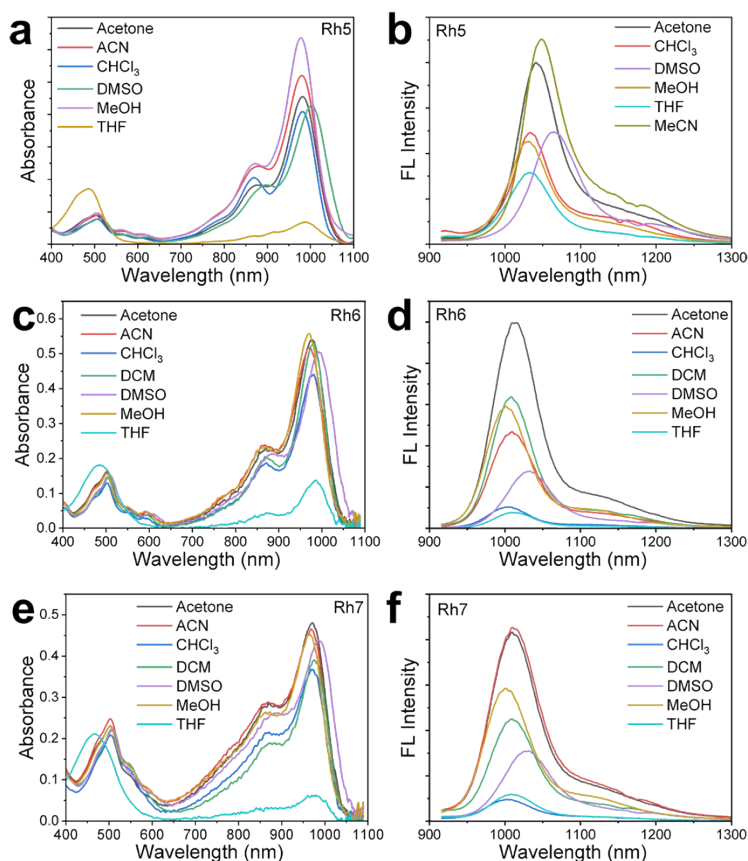 a
Rh5
Acetone
ACN
CHCl₃
DMSO
MeOH
THF
Absorbance
400 500 600 700 800 900 1000 1100
Wavelength (nm)
b
Rh5
Acetone
CHCl₃
DMSO
MeOH
THF
MeCN
FL Intensity
900 1000 1100 1200 1300
Wavelength (nm)
c
Rh6
Acetone
ACN
CHCl₃
DCM
DMSO
MeOH
THF
Absorbance
0.6
0.5
0.4
0.3
0.2
0.1
0.0
400 500 600 700 800 900 1000 1100
Wavelength (nm)
d
Rh6
Acetone
ACN
CHCl₃
DCM
DMSO
MeOH
THF
FL Intensity
900 1000 1100 1200 1300
Wavelength (nm)
e
Rh7
Acetone
ACN
CHCl₃
DCM
DMSO
MeOH
THF
Absorbance
0.5
0.4
0.3
0.2
0.1
0.0
400 500 600 700 800 900 1000 1100
Wavelength (nm)
f
Rh7
Acetone
ACN
CHCl₃
DCM
DMSO
MeOH
THF
FL Intensity
900 1000 1100 1200 1300
Wavelength (nm)